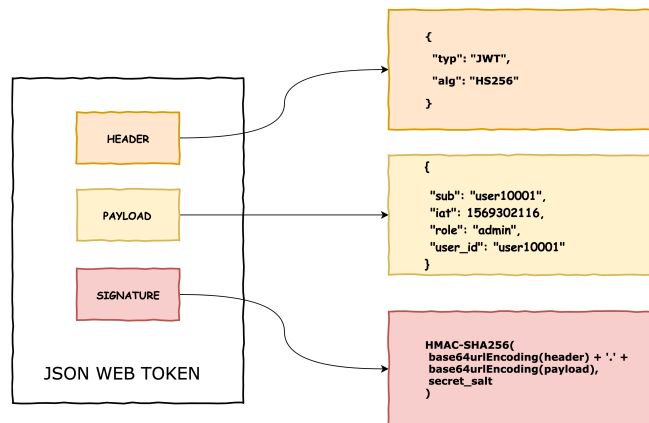 HEADER
PAYLOAD
SIGNATURE
JSON WEB TOKEN
{
"typ": "JWT",
"alg": "HS256"
}
{
"sub": "user10001",
"iat": 1569302116,
"role": "admin",
"user_id": "user10001"
}
HMAC-SHA256(
base64urlEncoding(header) + '.' +
base64urlEncoding(payload),
secret_salt
)